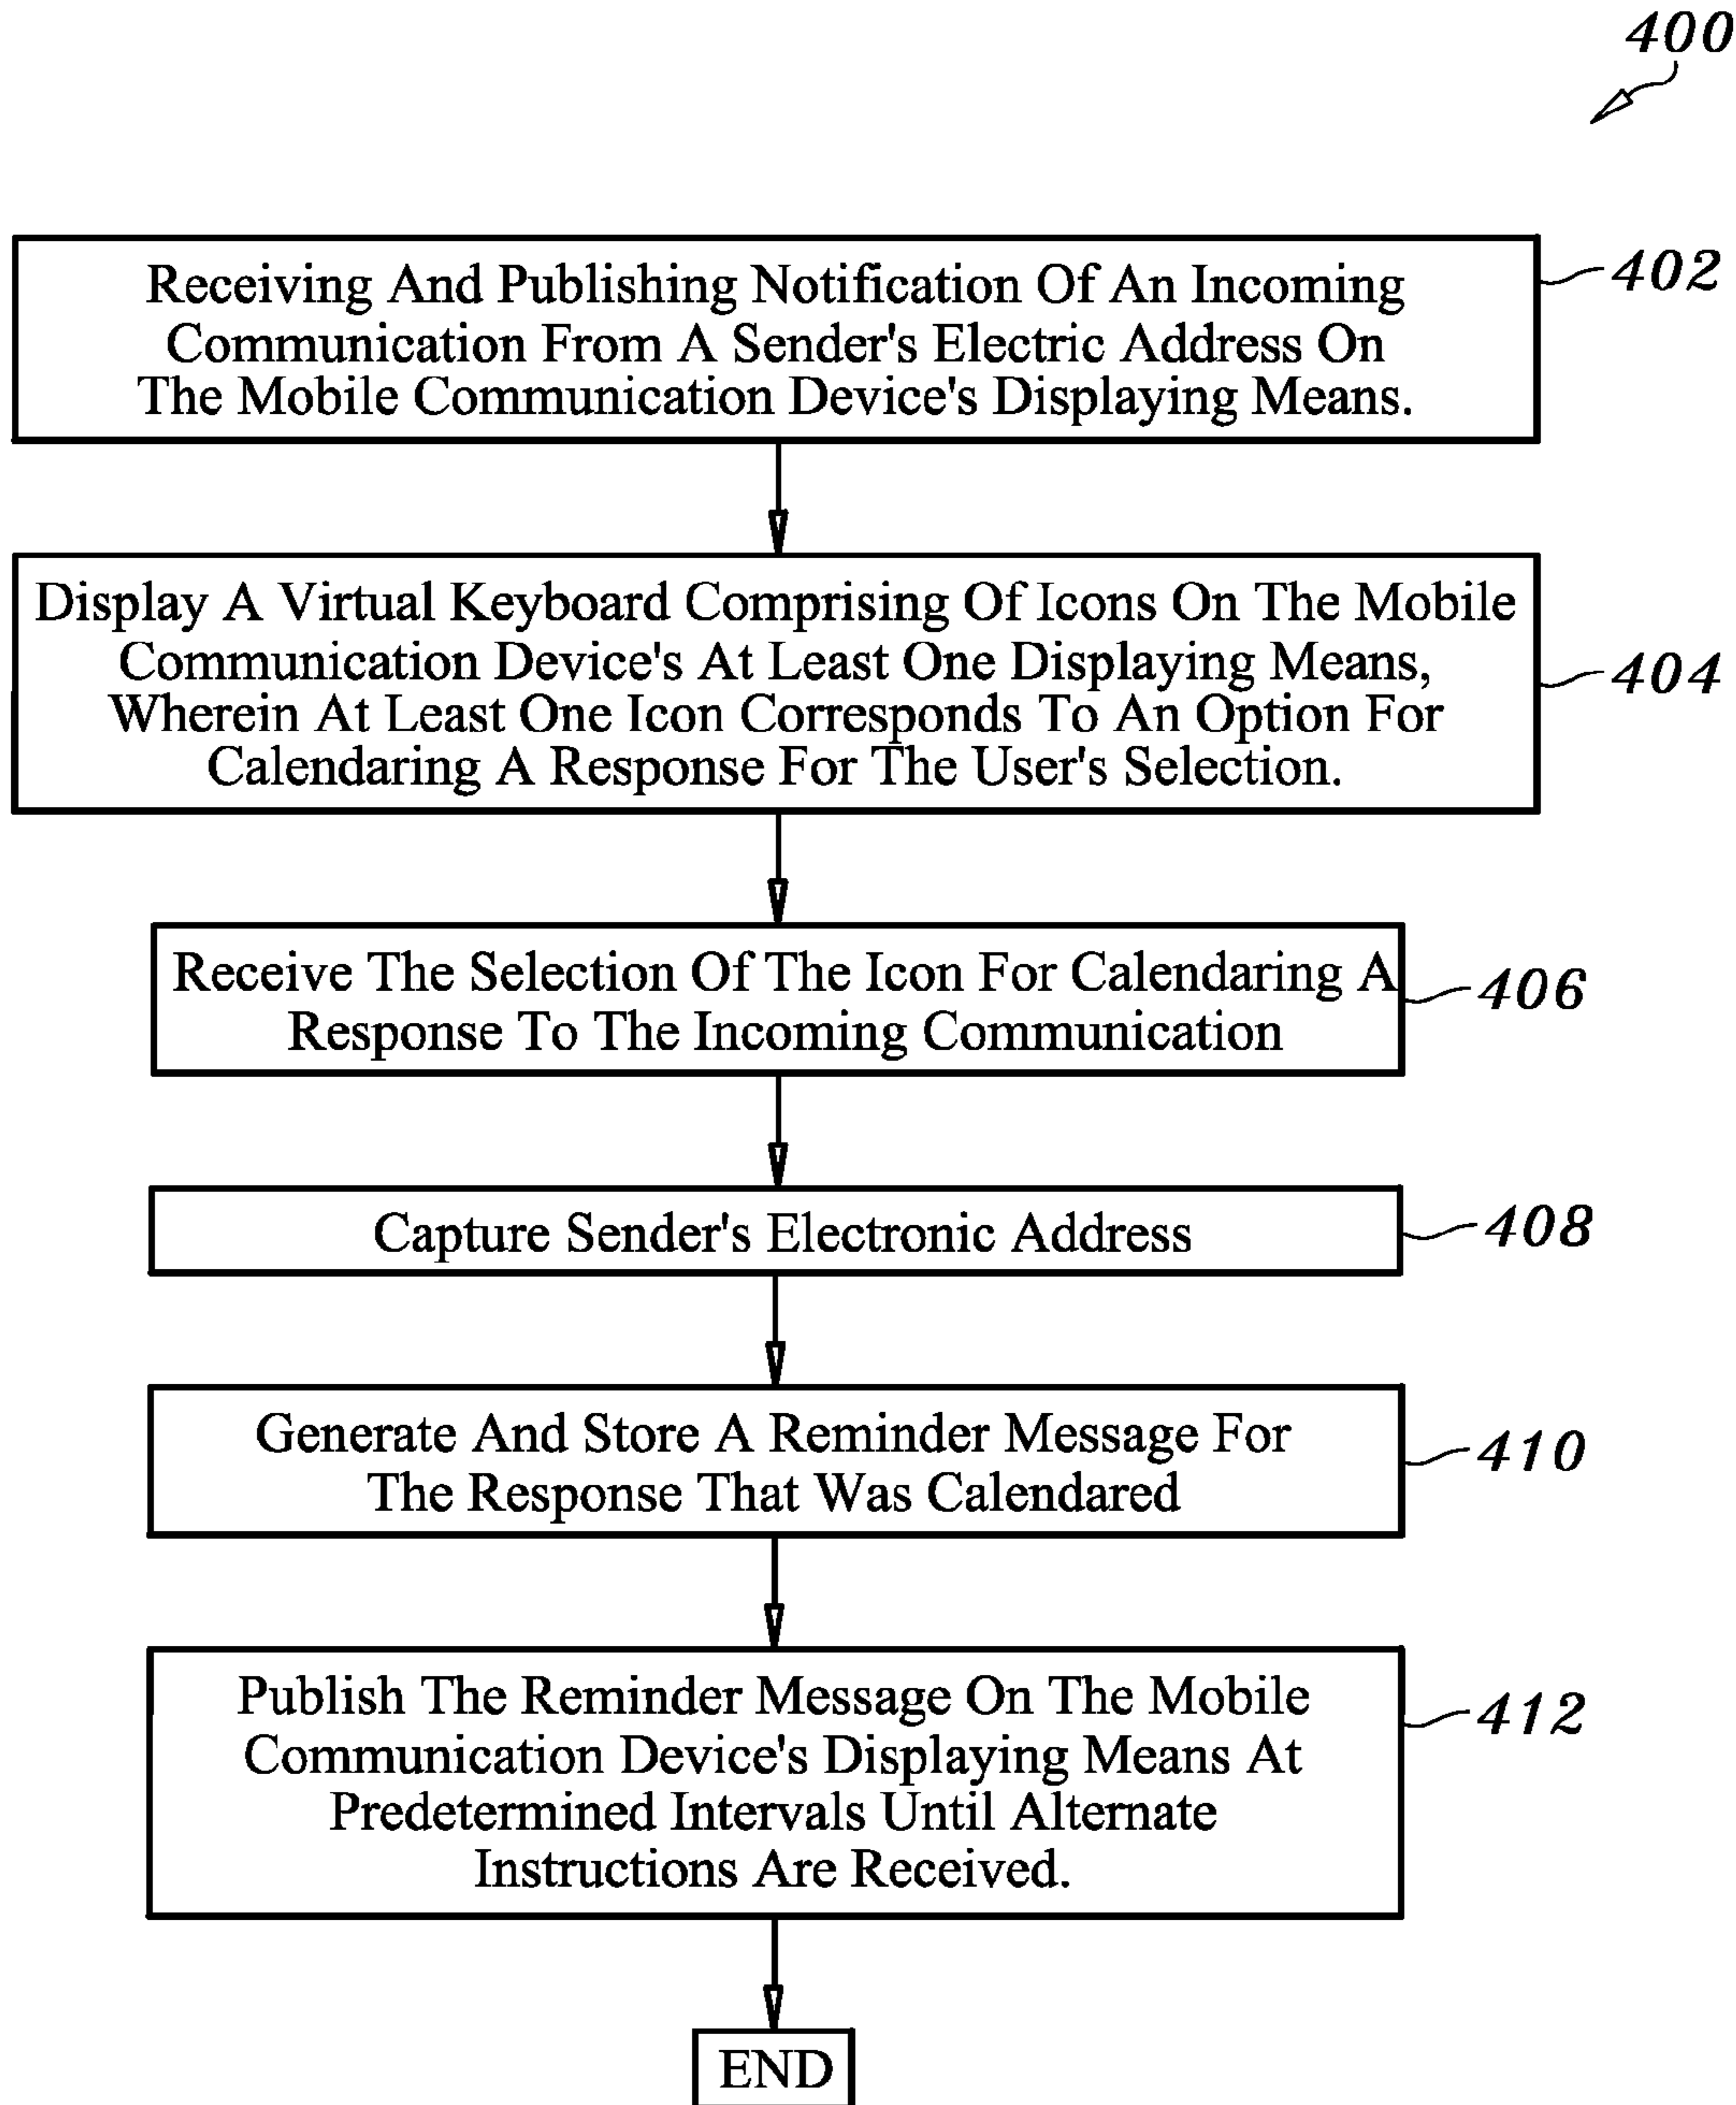 400
Receiving And Publishing Notification Of An Incoming
Communication From A Sender's Electric Address On
The Mobile Communication Device's Displaying Means.
402
Display A Virtual Keyboard Comprising Of Icons On The Mobile
Communication Device's At Least One Displaying Means,
Wherein At Least One Icon Corresponds To An Option For
Calendaring A Response For The User's Selection.
404
Receive The Selection Of The Icon For Calendaring A
Response To The Incoming Communication
406
Capture Sender's Electronic Address
408
Generate And Store A Reminder Message For
The Response That Was Calendared
410
Publish The Reminder Message On The Mobile
Communication Device's Displaying Means At
Predetermined Intervals Until Alternate
Instructions Are Received.
412
END